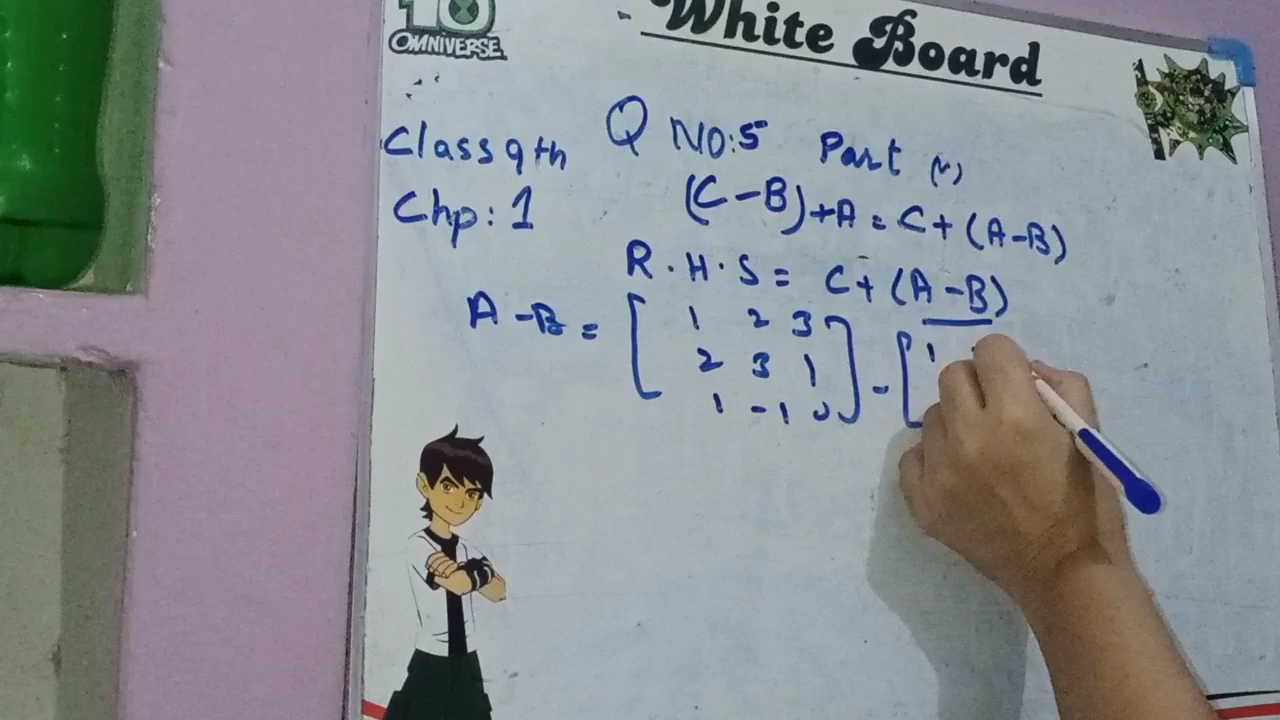 10
OMNIVERSE
White Board
Class 9th Q NO:5 Part (v)
Chp: 1 (C-B)+A = C+(A-B)
R.H.S = C+(A-B)
A-B = [ 1 2 3 ] - [ 1
2 3 1
1 -1 0